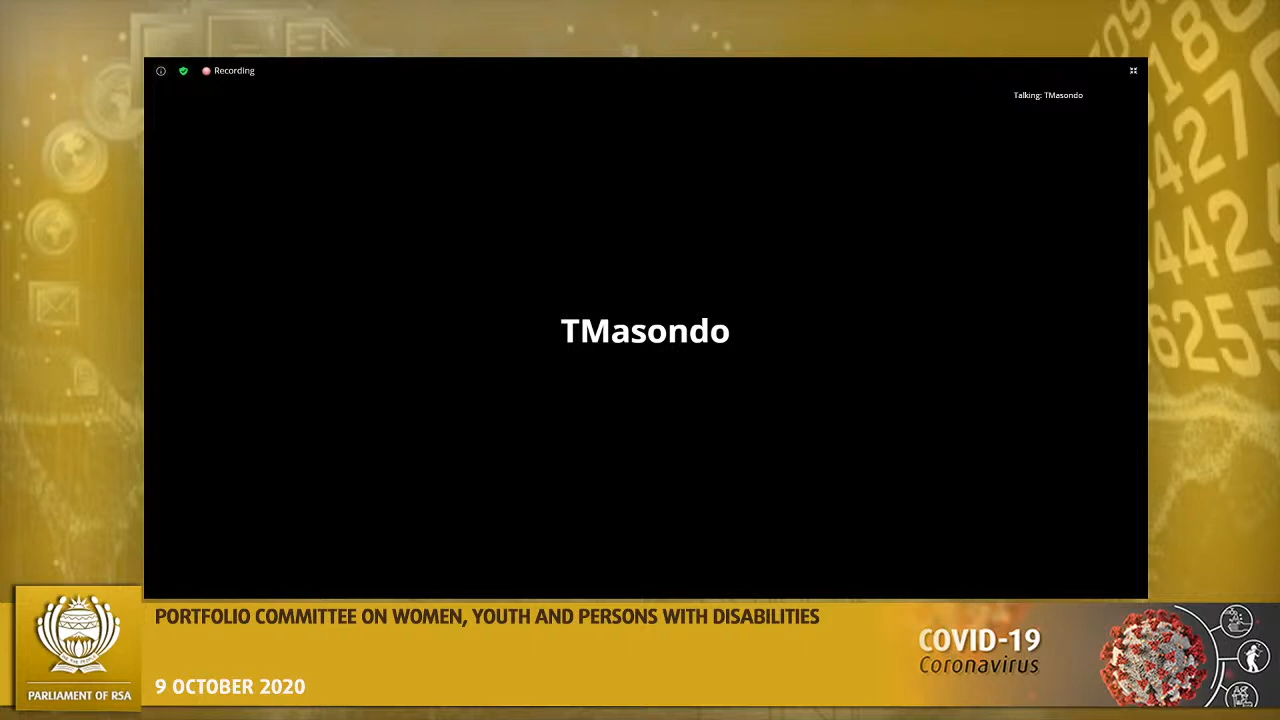 Recording
Talking: TMasondo
TMasondo
PORTFOLIO COMMITTEE ON WOMEN, YOUTH AND PERSONS WITH DISABILITIES
9 OCTOBER 2020
PARLIAMENT OF RSA
COVID-19
Coronavirus